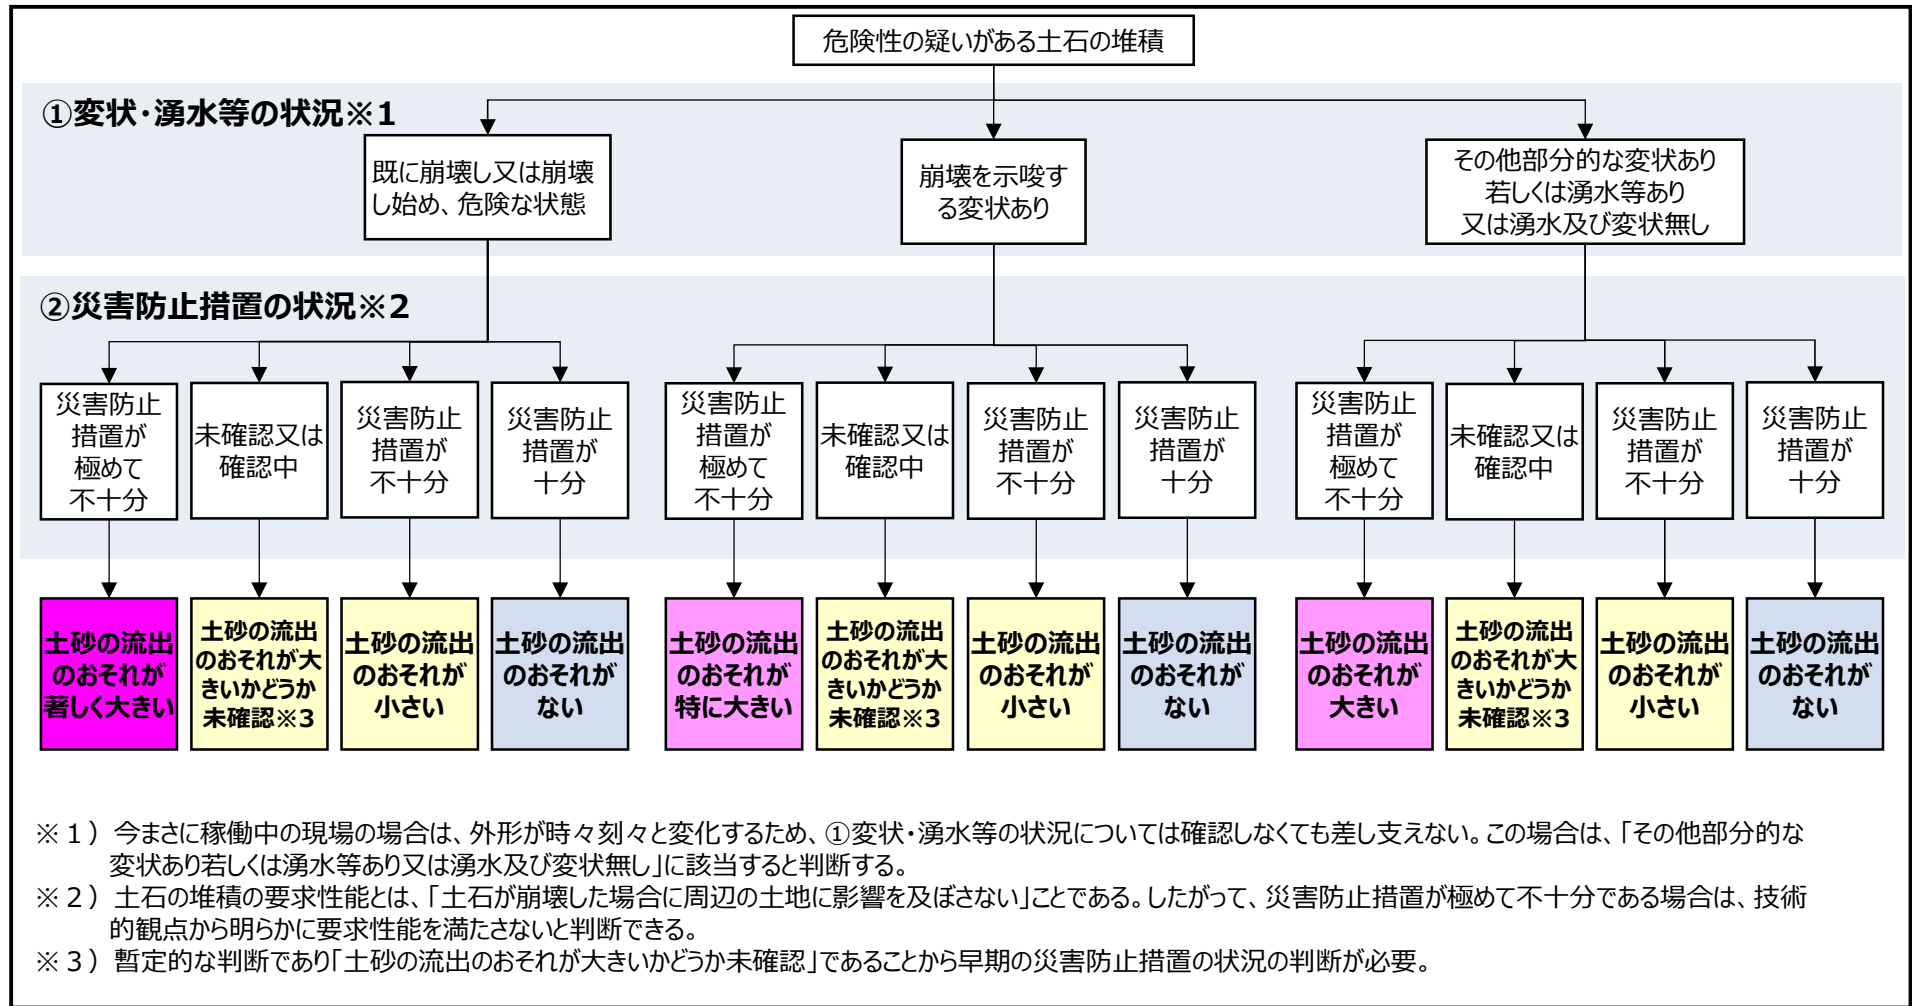 危険性の疑いがある土石の堆積
①変状・湧水等の状況※1
既に崩壊し又は崩壊
し始め、危険な状態
崩壊を示唆す
る変状あり
その他部分的な変状あり
若しくは湧水等あり
又は湧水及び変状無し
②災害防止措置の状況※2
災害防止
措置が
極めて
不十分
未確認又は
確認中
災害防止
措置が
不十分
災害防止
措置が
十分
災害防止
措置が
極めて
不十分
未確認又は
確認中
災害防止
措置が
不十分
災害防止
措置が
十分
災害防止
措置が
極めて
不十分
未確認又は
確認中
災害防止
措置が
不十分
災害防止
措置が
十分
土砂の流出
のおそれが
著しく大きい
土砂の流出
のおそれが大
きいかどうか
未確認※3
土砂の流出
のおそれが
小さい
土砂の流出
のおそれが
ない
土砂の流出
のおそれが
特に大きい
土砂の流出
のおそれが大
きいかどうか
未確認※3
土砂の流出
のおそれが
小さい
土砂の流出
のおそれが
ない
土砂の流出
のおそれが
大きい
土砂の流出
のおそれが大
きいかどうか
未確認※3
土砂の流出
のおそれが
小さい
土砂の流出
のおそれが
ない
※１）今まさに稼働中の現場の場合は、外形が時々刻々と変化するため、①変状・湧水等の状況については確認しなくても差し支えない。この場合は、「その他部分的な
変状あり若しくは湧水等あり又は湧水及び変状無し」に該当すると判断する。
※２）土石の堆積の要求性能とは、「土石が崩壊した場合に周辺の土地に影響を及ぼさない」ことである。したがって、災害防止措置が極めて不十分である場合は、技術
的観点から明らかに要求性能を満たさないと判断できる。
※３）暫定的な判断であり「土砂の流出のおそれが大きいかどうか未確認」であることから早期の災害防止措置の状況の判断が必要。